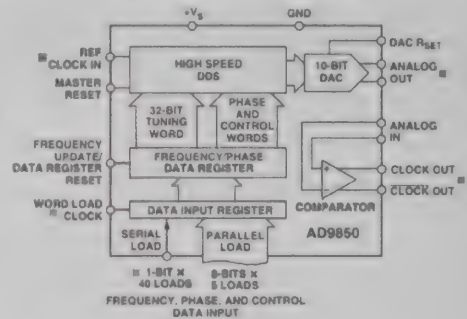 +VS
GND
REF
CLOCK IN
MASTER
RESET
HIGH SPEED
DDS
10-BIT
DAC
DAC RSET
ANALOG
OUT
32-BIT
TUNING
WORD
PHASE
AND
CONTROL
WORDS
ANALOG
IN
FREQUENCY
UPDATE/
DATA REGISTER
RESET
FREQUENCY/PHASE
DATA REGISTER
CLOCK OUT
CLOCK OUT
COMPARATOR
WORD LOAD
CLOCK
DATA INPUT REGISTER
SERIAL
LOAD
PARALLEL
LOAD
AD9850
1-BIT ×
40 LOADS
8-BITS ×
5 LOADS
FREQUENCY, PHASE, AND CONTROL
DATA INPUT